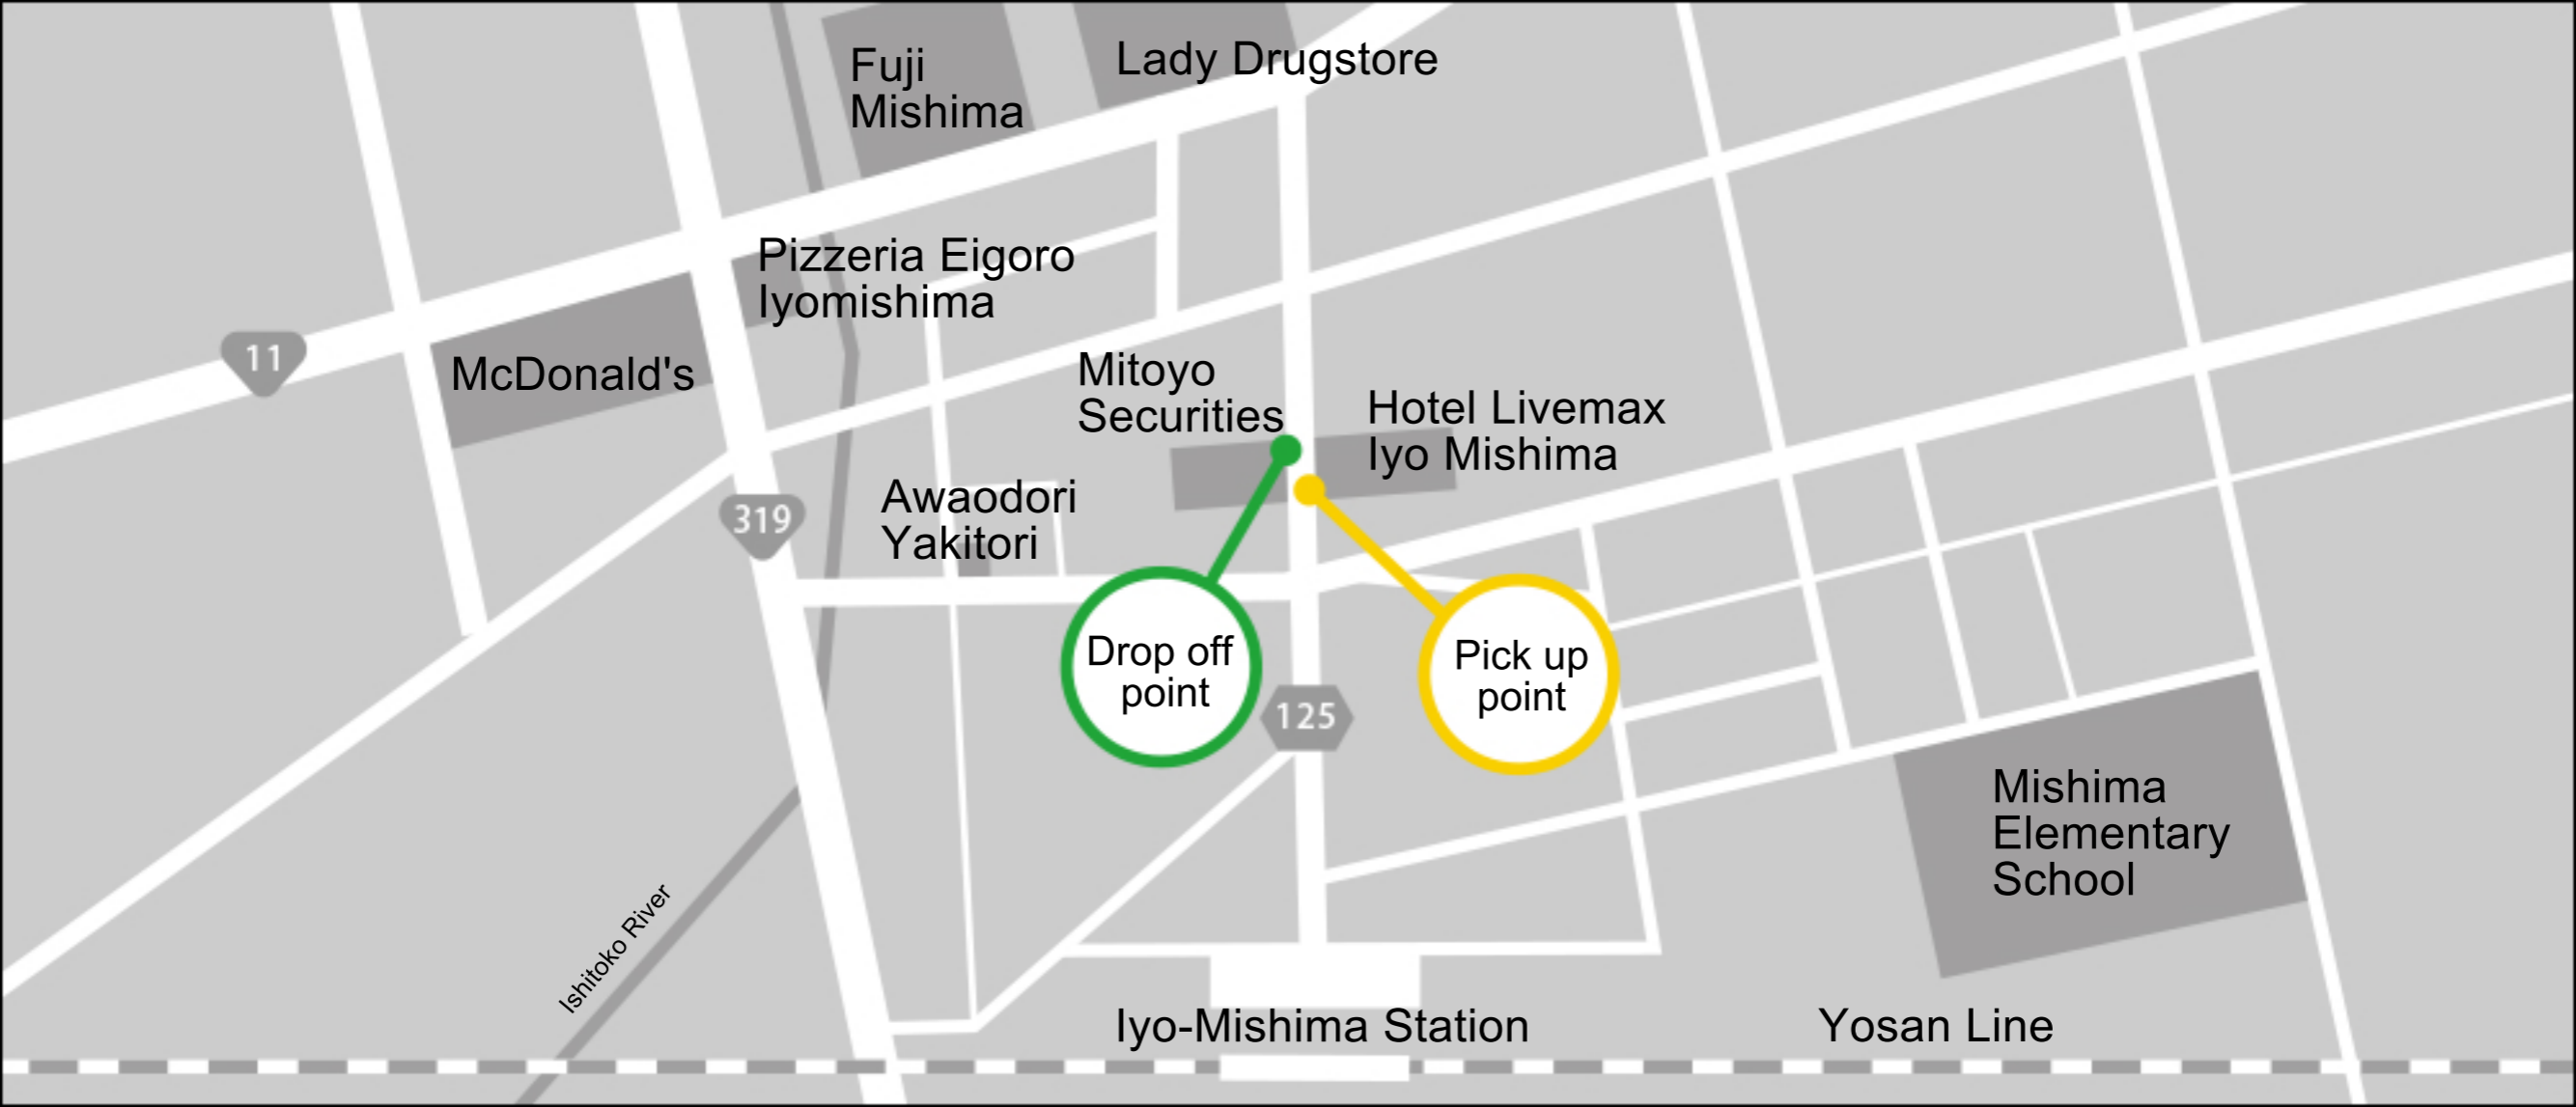 Fuji
Mishima
Lady Drugstore
Pizzeria Eigoro
Iyomishima
11
McDonald's
Mitoyo
Securities
Hotel Livemax
Iyo Mishima
319
Awaodori
Yakitori
Drop off
point
Pick up
point
125
Mishima
Elementary
School
Ishitoko River
Iyo-Mishima Station
Yosan Line